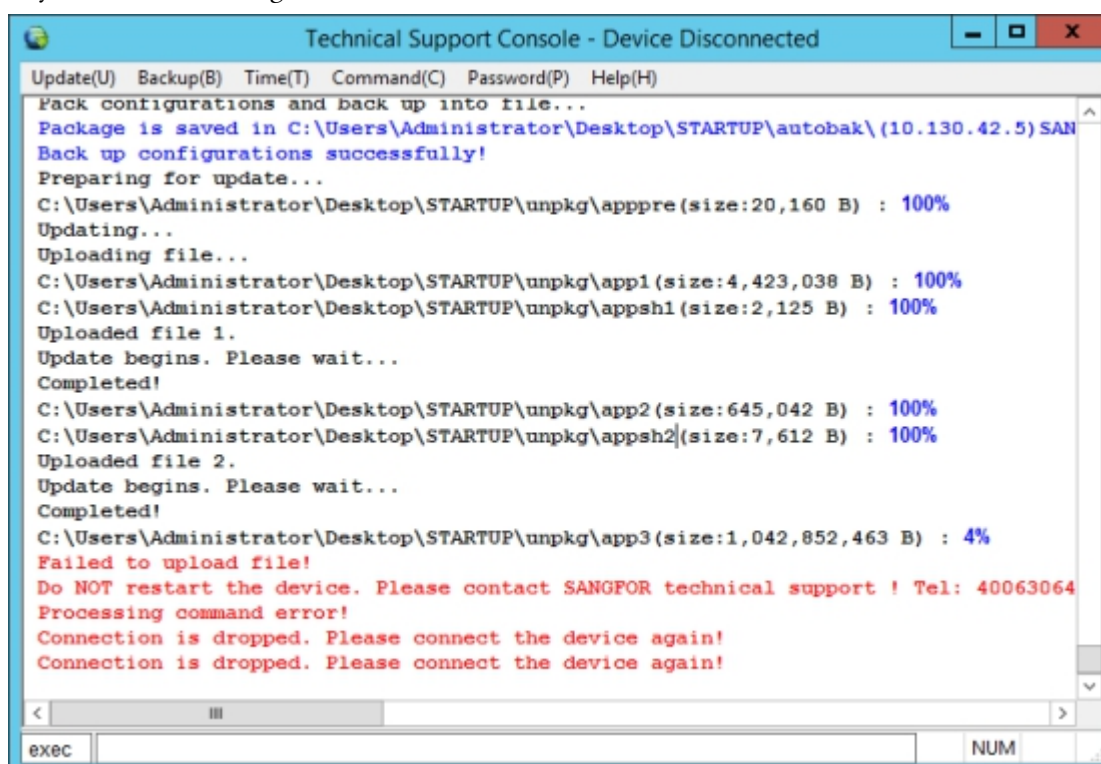 Technical Support Console - Device Disconnected
Update(U) Backup(B) Time(T) Command(C) Password(P) Help(H)
Pack configurations and back up into file...
Package is saved in C:\Users\Administrator\Desktop\STARTUP\autobak\(10.130.42.5)SAN
Back up configurations successfully!
Preparing for update...
C:\Users\Administrator\Desktop\STARTUP\unpkg\apppre(size:20,160 B) : 100%
Updating...
Uploading file...
C:\Users\Administrator\Desktop\STARTUP\unpkg\app1(size:4,423,038 B) : 100%
C:\Users\Administrator\Desktop\STARTUP\unpkg\appsh1(size:2,125 B) : 100%
Uploaded file 1.
Update begins. Please wait...
Completed!
C:\Users\Administrator\Desktop\STARTUP\unpkg\app2(size:645,042 B) : 100%
C:\Users\Administrator\Desktop\STARTUP\unpkg\appsh2(size:7,612 B) : 100%
Uploaded file 2.
Update begins. Please wait...
Completed!
C:\Users\Administrator\Desktop\STARTUP\unpkg\app3(size:1,042,852,463 B) : 4%
Failed to upload file!
Do NOT restart the device. Please contact SANGFOR technical support ! Tel: 40063064
Processing command error!
Connection is dropped. Please connect the device again!
Connection is dropped. Please connect the device again!
exec NUM